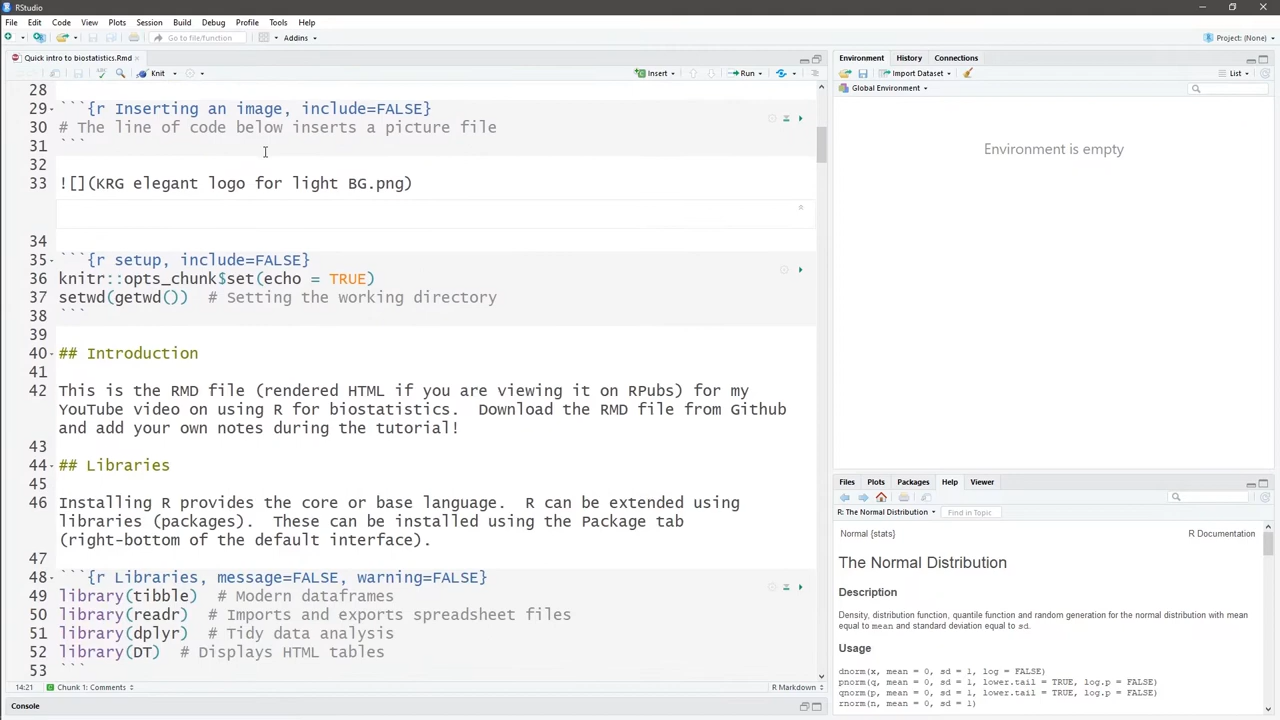 RStudio
File Edit Code View Plots Session Build Debug Profile Tools Help
Go to file/function
Addins
Project: (None)
Quick intro to biostatistics.Rmd
Knit
Insert
Run
28
29 ```{r Inserting an image, include=FALSE}
30 # The line of code below inserts a picture file
31 ```
32
33 ![](KRG elegant logo for light BG.png)
34
35 ```{r setup, include=FALSE}
36 knitr::opts_chunk$set(echo = TRUE)
37 setwd(getwd())  # Setting the working directory
38 ```
39
40 ## Introduction
41
42 This is the RMD file (rendered HTML if you are viewing it on RPubs) for my
YouTube video on using R for biostatistics.  Download the RMD file from Github
and add your own notes during the tutorial!
43
44 ## Libraries
45
46 Installing R provides the core or base language.  R can be extended using
libraries (packages).  These can be installed using the Package tab
(right-bottom of the default interface).
47
48 ```{r Libraries, message=FALSE, warning=FALSE}
49 library(tibble)  # Modern dataframes
50 library(readr)  # Imports and exports spreadsheet files
51 library(dplyr)  # Tidy data analysis
52 library(DT)  # Displays HTML tables
53 ```
14:21 Chunk 1: Comments R Markdown
Console
Environment History Connections
Import Dataset List
Global Environment
Environment is empty
Files Plots Packages Help Viewer
R: The Normal Distribution Find in Topic
Normal {stats} R Documentation
The Normal Distribution
Description
Density, distribution function, quantile function and random generation for the normal distribution with mean
equal to mean and standard deviation equal to sd.
Usage
dnorm(x, mean = 0, sd = 1, log = FALSE)
pnorm(q, mean = 0, sd = 1, lower.tail = TRUE, log.p = FALSE)
qnorm(p, mean = 0, sd = 1, lower.tail = TRUE, log.p = FALSE)
rnorm(n, mean = 0, sd = 1)